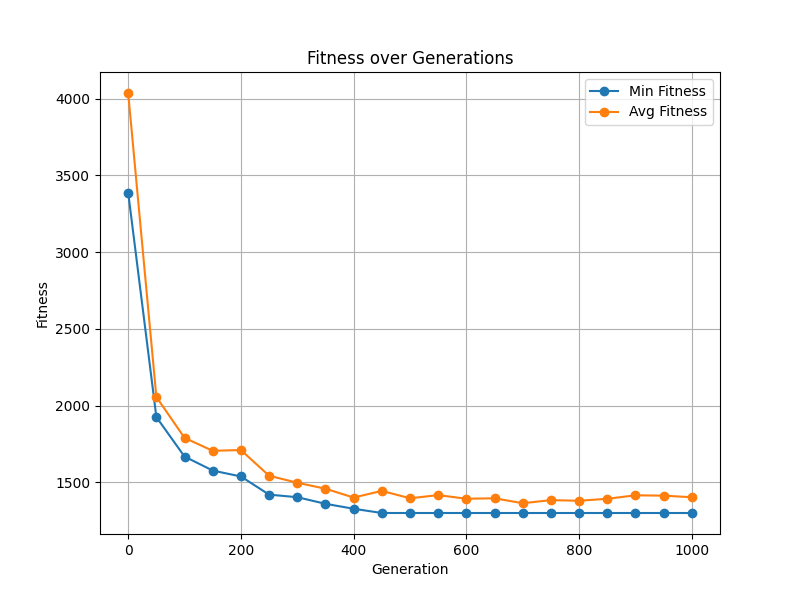 Fitness over Generations
Min Fitness
Avg Fitness
4000
3500
3000
2500
2000
1500
Fitness
0 200 400 600 800 1000
Generation